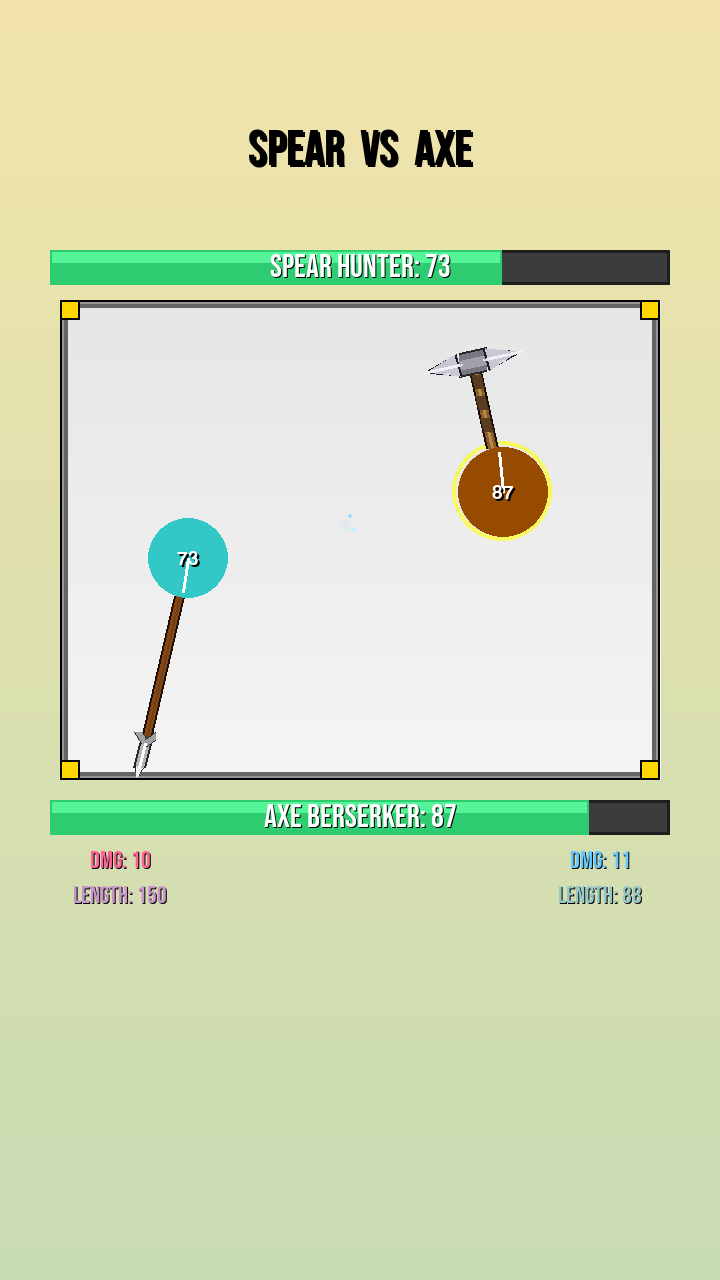 SPEAR VS AXE
SPEAR HUNTER: 73
87
73
AXE BERSERKER: 87
DMG: 10
DMG: 11
LENGTH: 150
LENGTH: 88